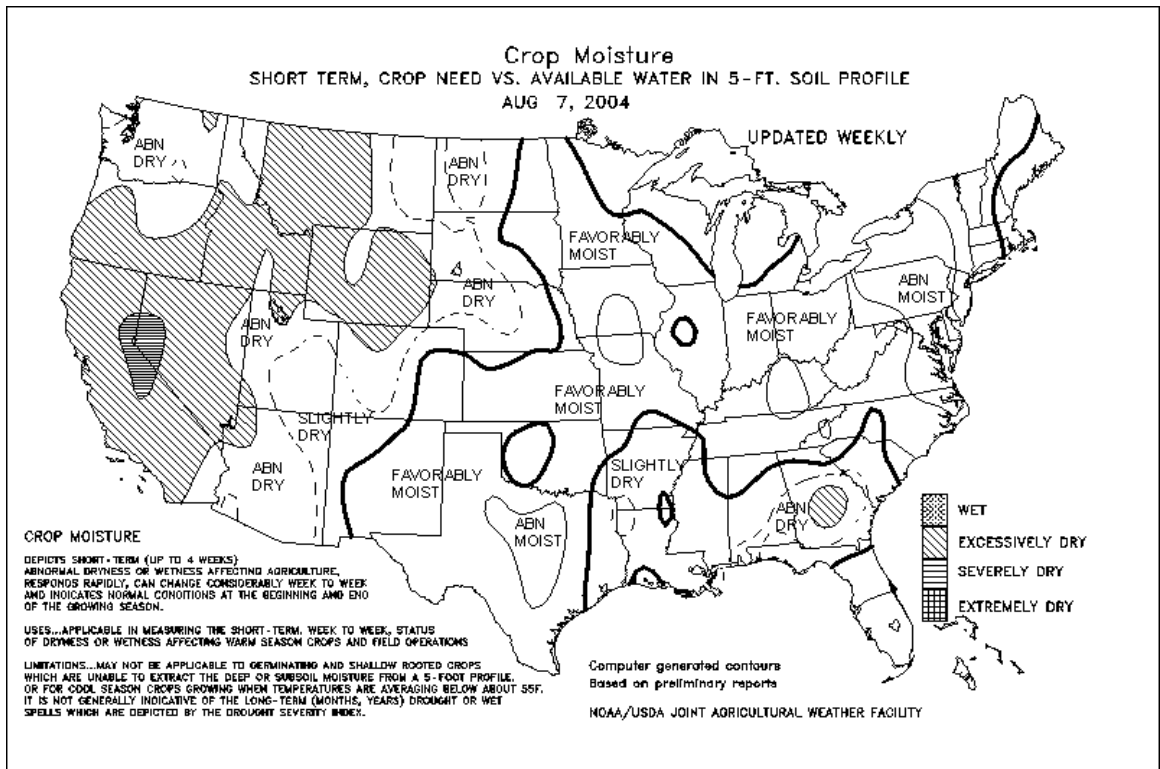 Crop Moisture
SHORT TERM, CROP NEED VS. AVAILABLE WATER IN 5-FT. SOIL PROFILE
AUG 7, 2004
UPDATED WEEKLY
ABN
DRY
ABN
DRY
FAVORABLY
MOIST
ABN
DRY
ABN
MOIST
ABN
DRY
FAVORABLY
MOIST
FAVORABLY
MOIST
SLIGHTLY
DRY
ABN
DRY
FAVORABLY
MOIST
SLIGHTLY
DRY
ABN
MOIST
ABN
DRY
WET
EXCESSIVELY DRY
SEVERELY DRY
EXTREMELY DRY
CROP MOISTURE
DEPICTS SHORT-TERM (UP TO 4 WEEKS)
ABNORMAL DRYNESS OR WETNESS AFFECTING AGRICULTURE,
RESPONDS RAPIDLY, CAN CHANGE CONSIDERABLY WEEK TO WEEK
AND INDICATES NORMAL CONDITIONS AT THE BEGINNING AND END
OF THE GROWING SEASON.
USES...APPLICABLE IN MEASURING THE SHORT-TERM, WEEK TO WEEK, STATUS
OF DRYNESS OR WETNESS AFFECTING WARM SEASON CROPS AND FIELD OPERATIONS
LIMITATIONS...MAY NOT BE APPLICABLE TO GERMINATING AND SHALLOW ROOTED CROPS
WHICH ARE UNABLE TO EXTRACT THE DEEP OR SUBSOIL MOISTURE FROM A 5-FOOT PROFILE,
OR FOR COOL SEASON CROPS GROWING WHEN TEMPERATURES ARE AVERAGING BELOW ABOUT 55F.
IT IS NOT GENERALLY INDICATIVE OF THE LONG-TERM (MONTHS, YEARS) DROUGHT OR WET
SPELLS WHICH ARE DEPICTED BY THE DROUGHT SEVERITY INDEX.
Computer generated contours
Based on preliminary reports
NOAA/USDA JOINT AGRICULTURAL WEATHER FACILITY